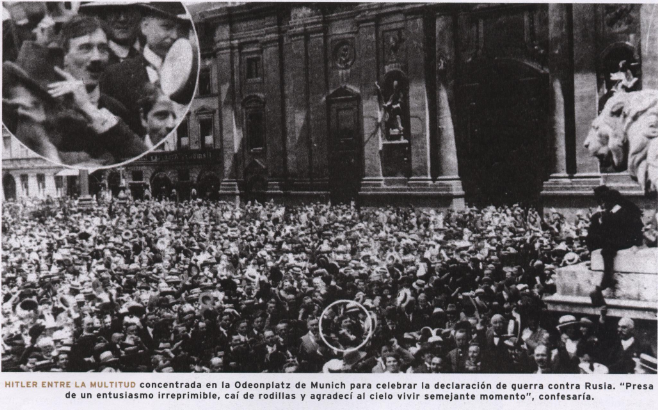 HITLER ENTRE LA MULTITUD concentrada en la Odeonplatz de Munich para celebrar la declaración de guerra contra Rusia. "Presa
de un entusiasmo irreprimible, caí de rodillas y agradecí al cielo vivir semejante momento", confesaría.